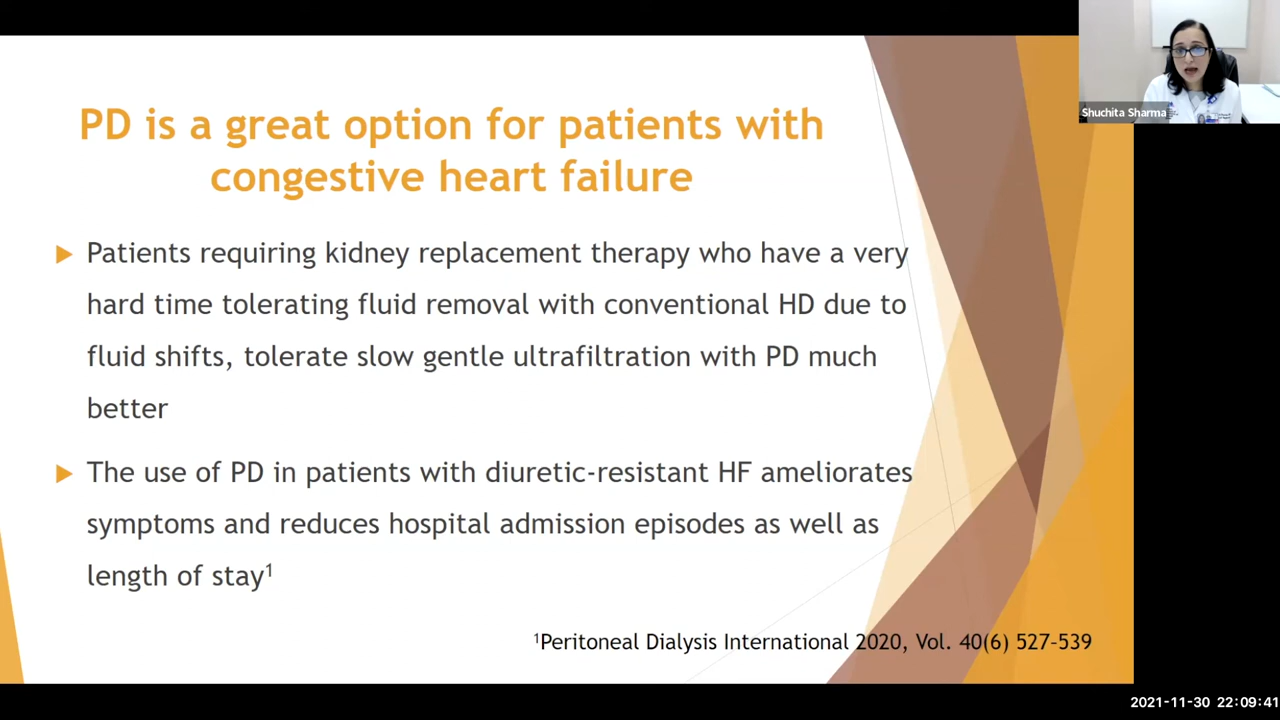 PD is a great option for patients with
congestive heart failure
Patients requiring kidney replacement therapy who have a very
hard time tolerating fluid removal with conventional HD due to
fluid shifts, tolerate slow gentle ultrafiltration with PD much
better
The use of PD in patients with diuretic-resistant HF ameliorates
symptoms and reduces hospital admission episodes as well as
length of stay¹
¹Peritoneal Dialysis International 2020, Vol. 40(6) 527–539
Shuchita Sharma
2021-11-30 22:09:41